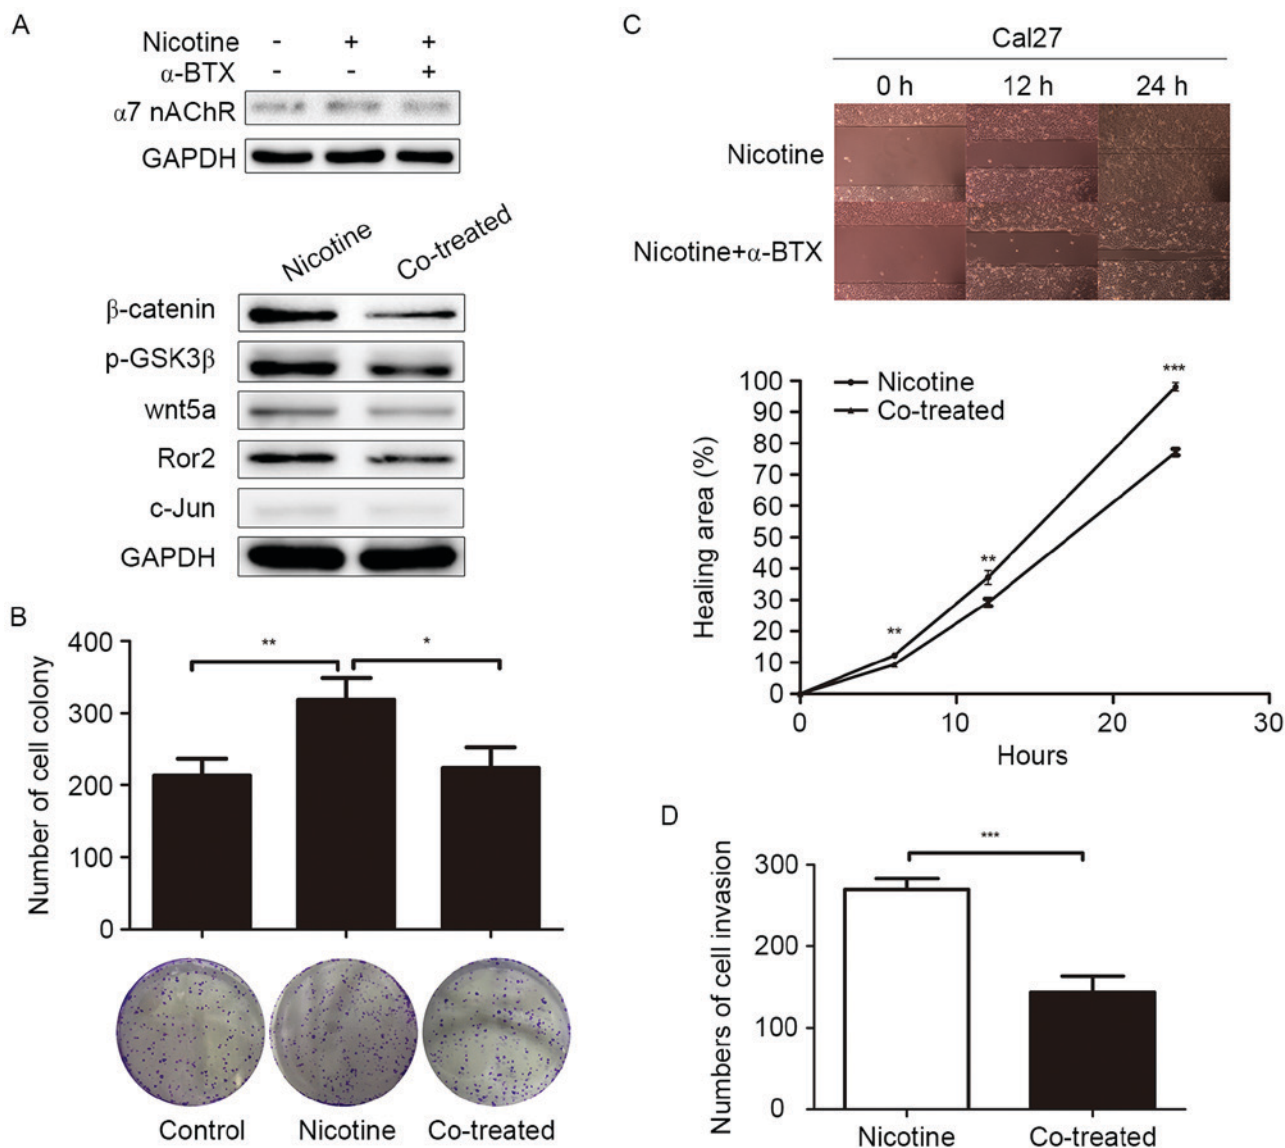 A
Nicotine - + +
α-BTX - - +
α7 nAChR
GAPDH
Nicotine Co-treated
β-catenin
p-GSK3β
wnt5a
Ror2
c-Jun
GAPDH
B
Number of cell colony
400
300
200
100
0
** *
Control Nicotine Co-treated
C
Cal27
0 h 12 h 24 h
Nicotine
Nicotine+α-BTX
Healing area (%)
100
90
80
70
60
50
40
30
20
10
0
Nicotine
Co-treated
**
**
***
0 10 20 30
Hours
D
Numbers of cell invasion
300
200
100
0
***
Nicotine Co-treated